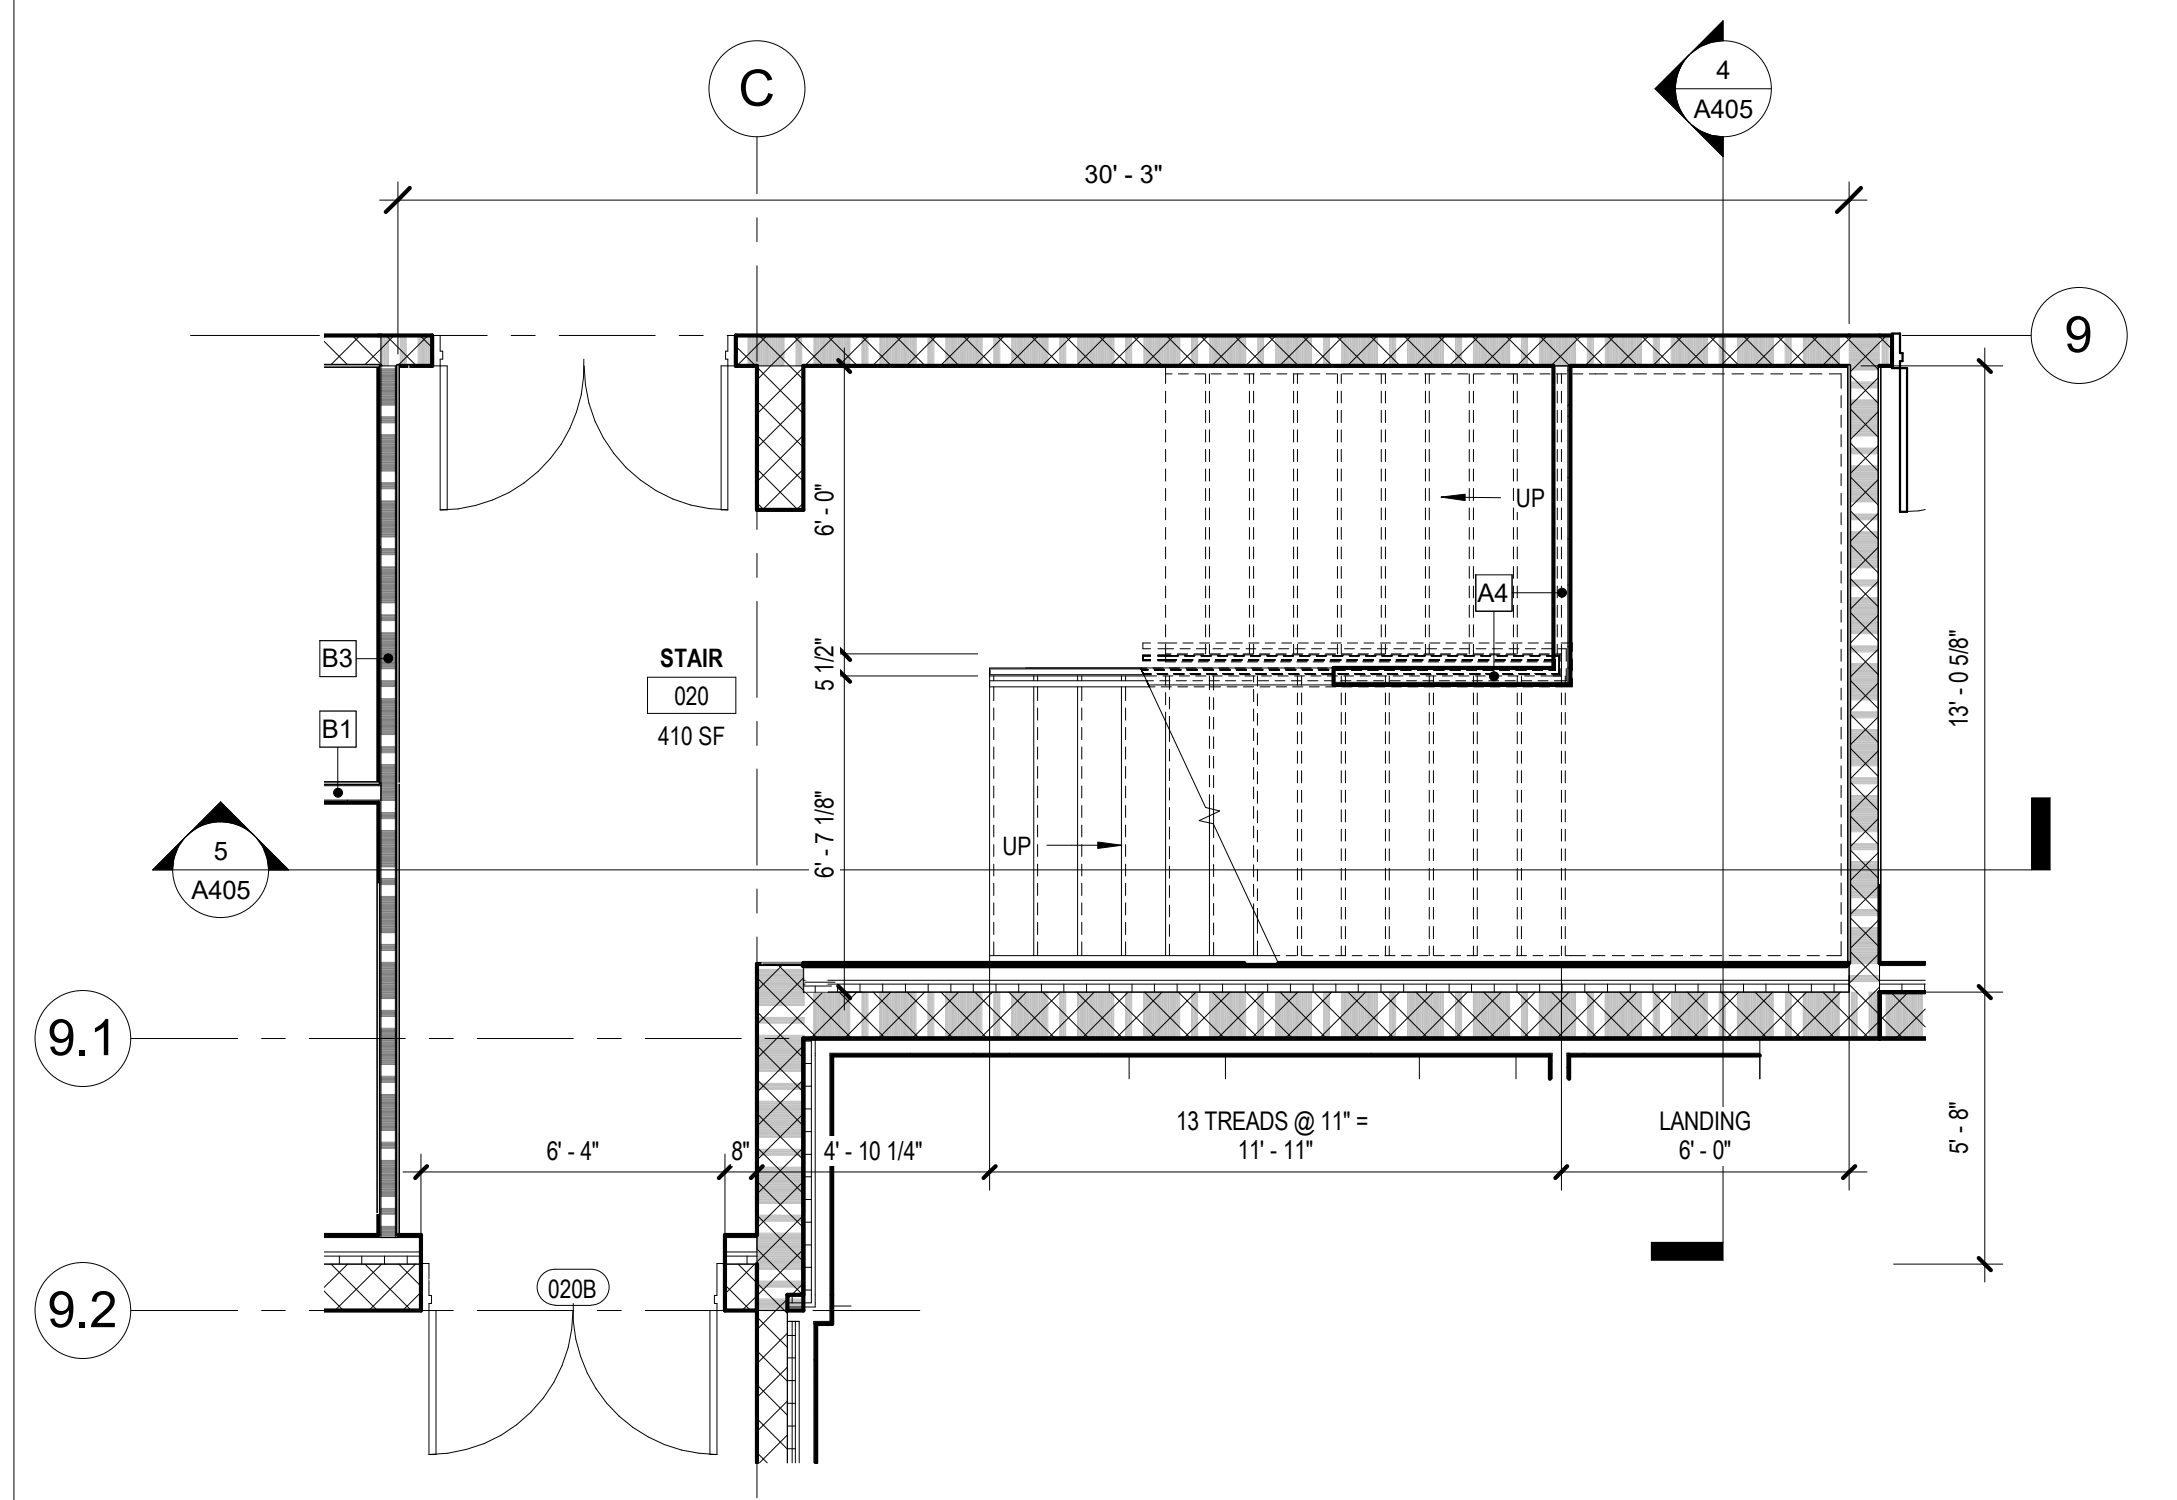 C
4
A405
30' - 3"
9
6' - 0"
UP
A4
B3
STAIR
020
410 SF
5 1/2"
13' - 0 5/8"
B1
5
A405
6' - 7 1/8"
UP
9.1
13 TREADS @ 11" =
11' - 11"
LANDING
6' - 0"
6' - 4"
8"
4' - 10 1/4"
5' - 8"
020B
9.2